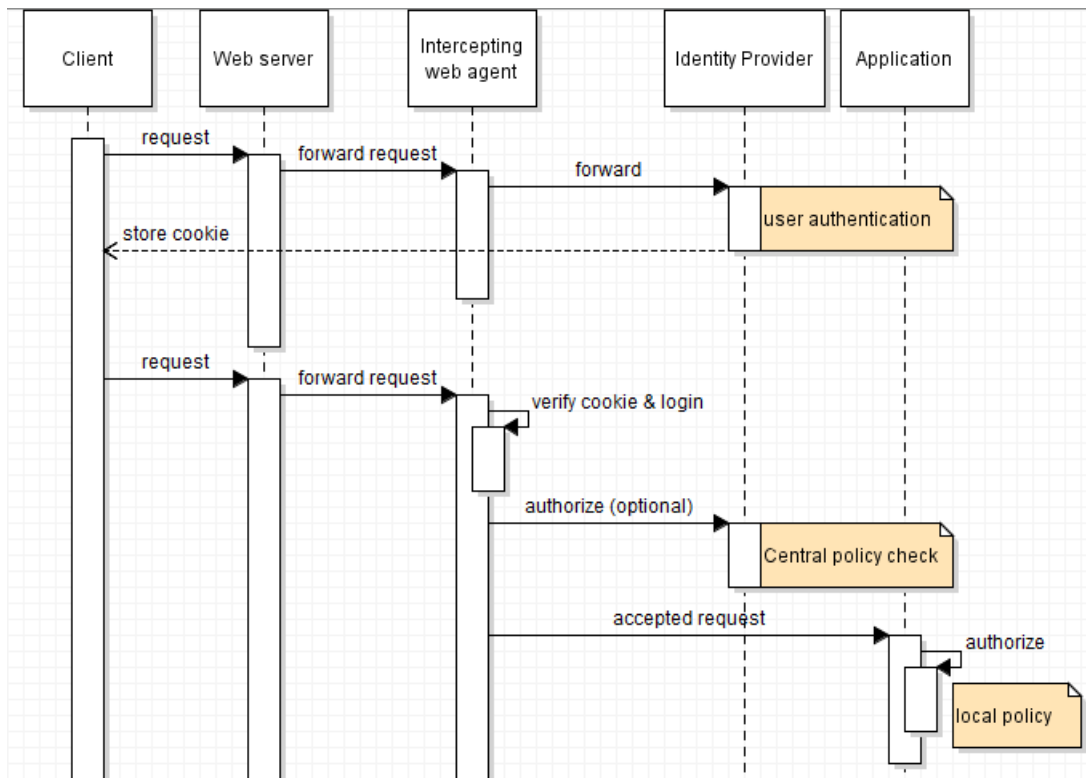 Client
Web server
Intercepting
web agent
Identity Provider
Application
request
forward request
forward
user authentication
store cookie
request
forward request
verify cookie & login
authorize (optional)
Central policy check
accepted request
authorize
local policy